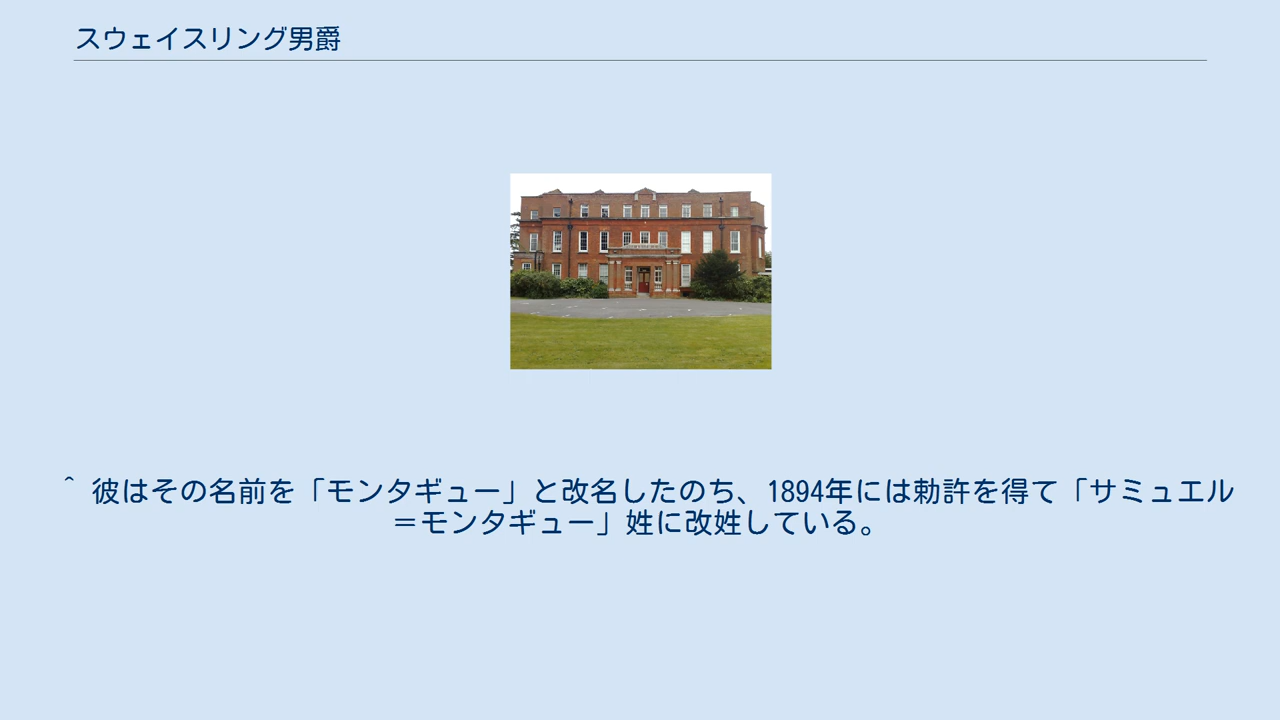 スウェイスリング男爵
^ 彼はその名前を「モンタギュー」と改名したのち、1894年には勅許を得て「サミュエル
＝モンタギュー」姓に改姓している。